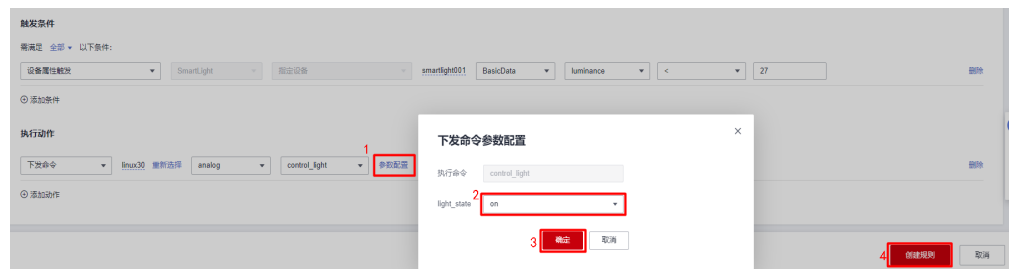 触发条件
需满足 全部 以下条件:
设备属性触发 SmartLight 指定设备 smartlight001 BasicData luminance < 27 删除
添加条件
执行动作
下发命令 linux30 重新选择 analog control_light 1 参数配置 删除
添加动作
下发命令参数配置
执行命令 control_light
light_state 2 on
3 确定 取消
4 创建规则 取消